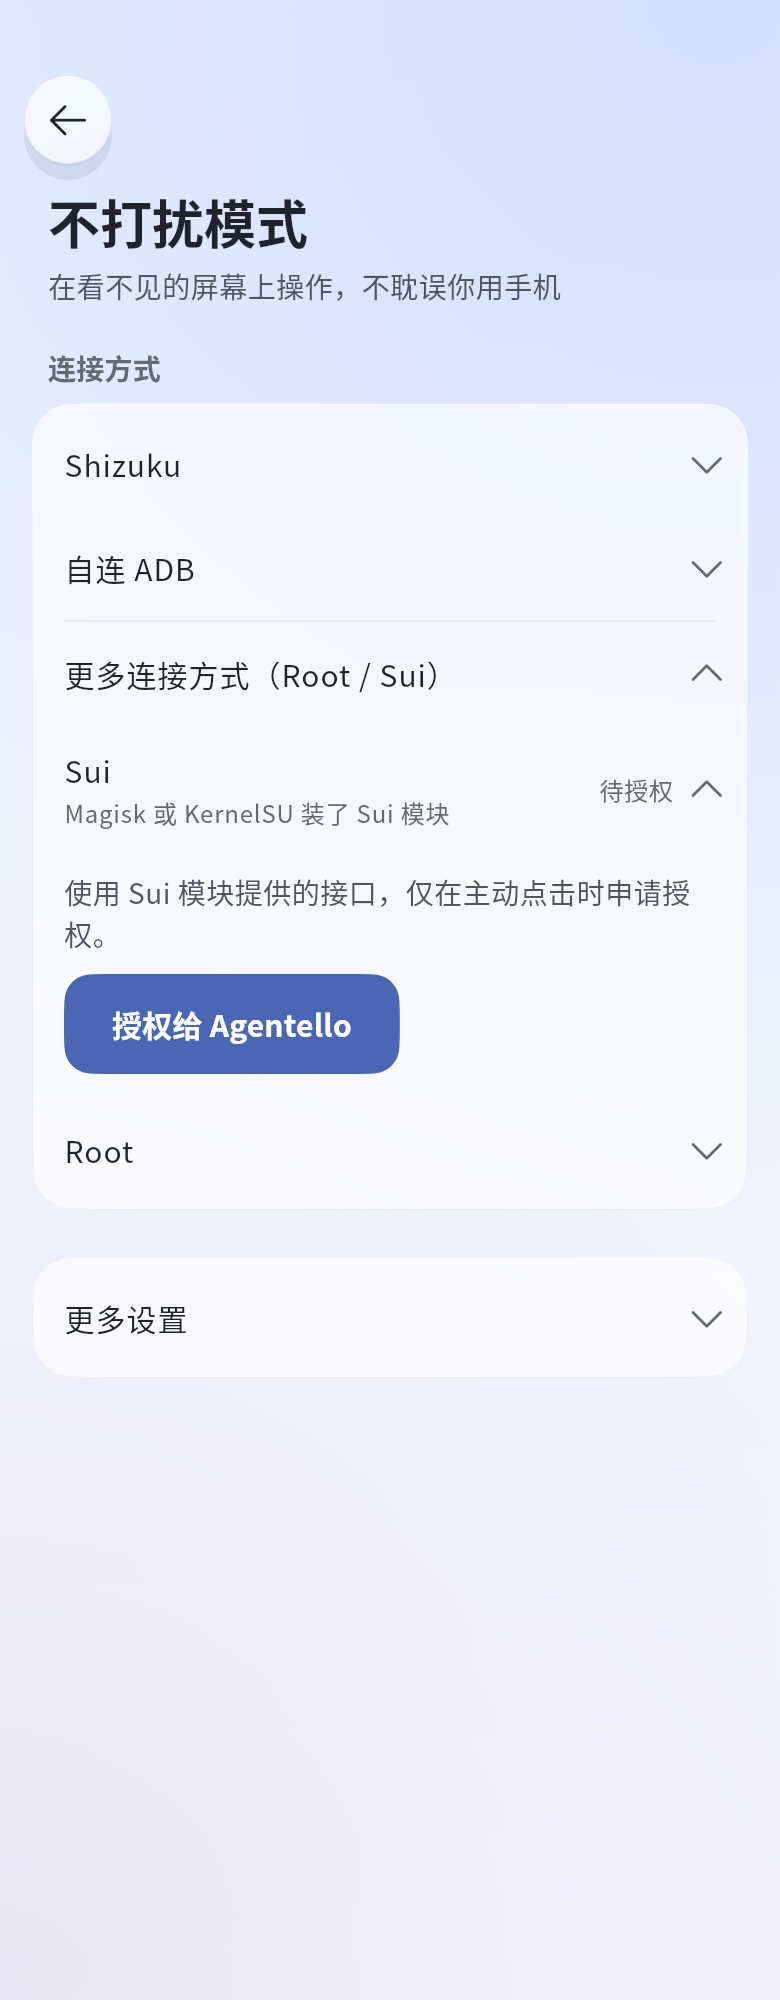 不打扰模式
在看不见的屏幕上操作，不耽误你用手机
连接方式
Shizuku
自连 ADB
更多连接方式（Root / Sui）
Sui
Magisk 或 KernelSU 装了 Sui 模块
待授权
使用 Sui 模块提供的接口，仅在主动点击时申请授
权。
授权给 Agentello
Root
更多设置